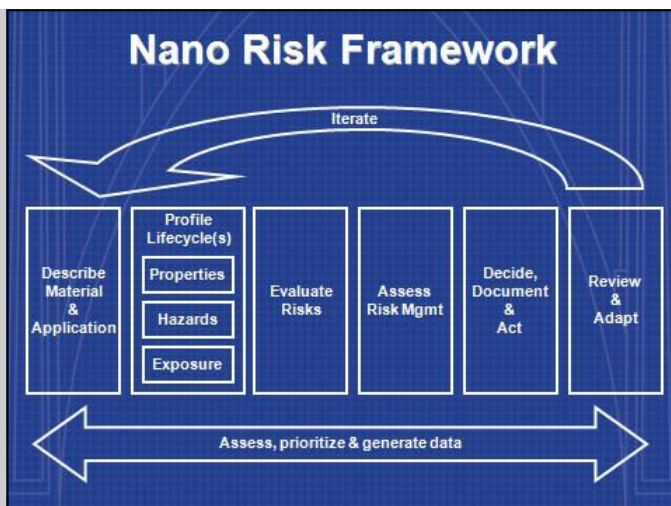 Nano Risk Framework
Iterate
Describe
Material
&
Application
Profile
Lifecycle(s)
Properties
Hazards
Exposure
Evaluate
Risks
Assess
Risk Mgmt
Decide,
Document
&
Act
Review
&
Adapt
Assess, prioritize & generate data